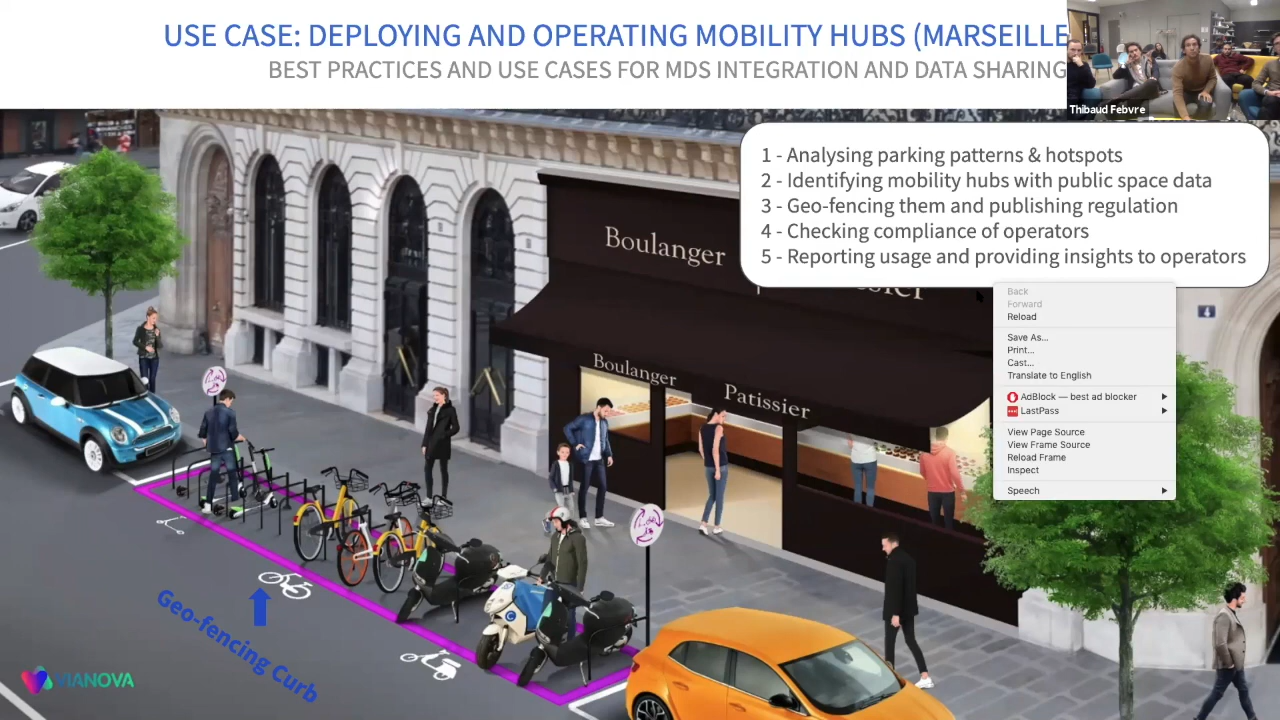 USE CASE: DEPLOYING AND OPERATING MOBILITY HUBS (MARSEILLE
BEST PRACTICES AND USE CASES FOR MDS INTEGRATION AND DATA SHARING
Thibaud Febvre
1 - Analysing parking patterns & hotspots
2 - Identifying mobility hubs with public space data
3 - Geo-fencing them and publishing regulation
4 - Checking compliance of operators
5 - Reporting usage and providing insights to operators
Boulanger
Back
Forward
Reload
Save As...
Print...
Cast...
Translate to English
AdBlock — best ad blocker
LastPass
View Page Source
View Frame Source
Reload Frame
Inspect
Speech
Boulanger
Patissier
Geo-fencing Curb
VIANOVA